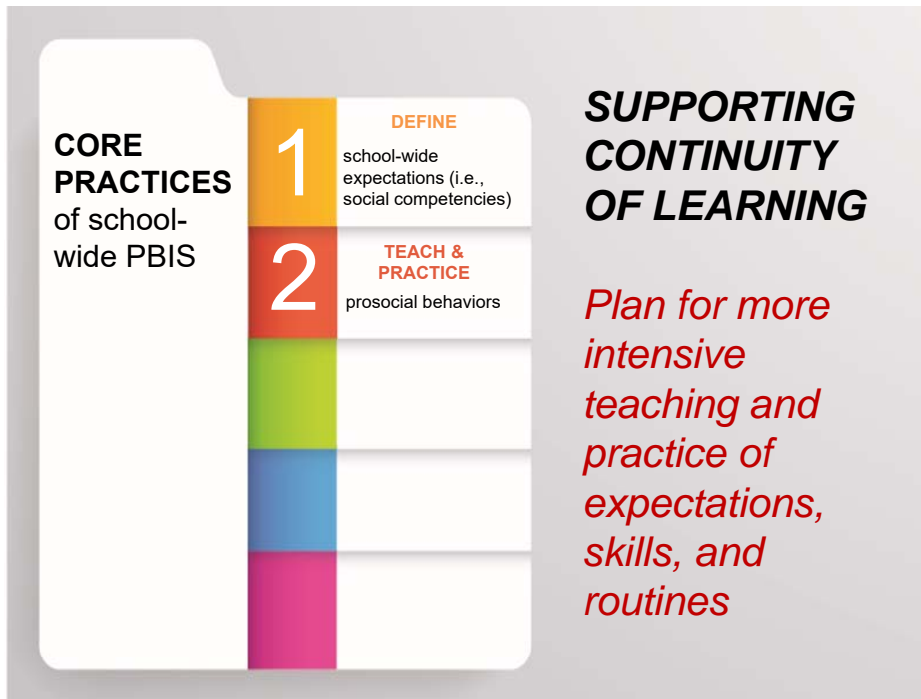 CORE
PRACTICES
of school-
wide PBIS
1
DEFINE
school-wide
expectations (i.e.,
social competencies)
2
TEACH &
PRACTICE
prosocial behaviors
SUPPORTING
CONTINUITY
OF LEARNING
Plan for more
intensive
teaching and
practice of
expectations,
skills, and
routines